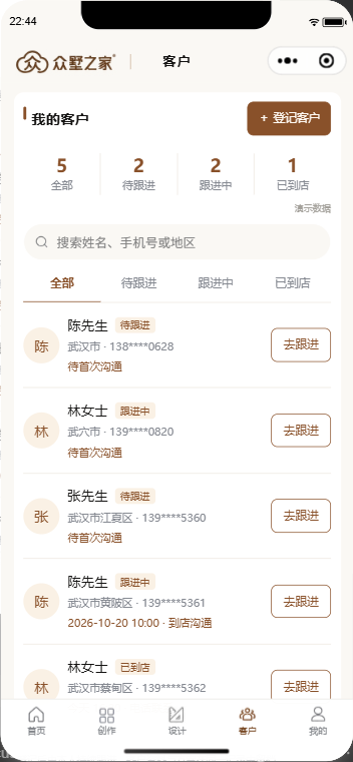 22:44
众墅之家 客户
我的客户 + 登记客户
5 2 2 1
全部 待跟进 跟进中 已到店
演示数据
搜索姓名、手机号或地区
全部 待跟进 跟进中 已到店
陈 陈先生 待跟进
武汉市 · 138****0628
待首次沟通
去跟进
林 林女士 跟进中
武穴市 · 139****0820
待首次沟通
去跟进
张 张先生 待跟进
武汉市江夏区 · 139****5360
待首次沟通
去跟进
陈 陈先生 跟进中
武汉市黄陂区 · 139****5361
2026-10-20 10:00 · 到店沟通
去跟进
林 林女士 已到店
武汉市蔡甸区 · 139****5362
去跟进
首页 创作 设计 客户 我的